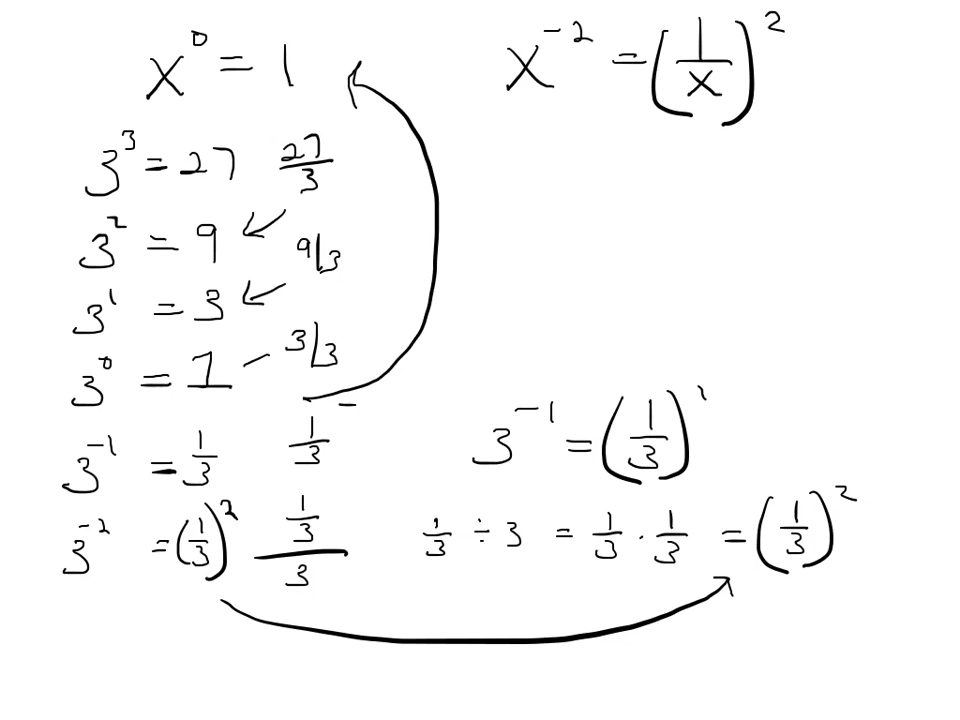 x⁰ = 1
x⁻² = (1/x)²
3³ = 27 27/3
3² = 9 9/3
3¹ = 3
3⁰ = 1 3/3
3⁻¹ = 1/3 1/3
3⁻¹ = (1/3)¹
3⁻² = (1/3)² 1/3/3
1/3 ÷ 3 = 1/3 · 1/3 = (1/3)²